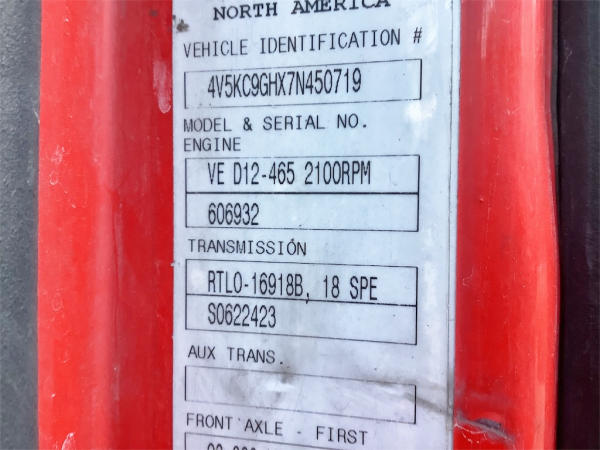 NORTH AMERICA
VEHICLE IDENTIFICATION #
4V5KC9GHX7N450719
MODEL & SERIAL NO.
ENGINE
VE D12-465 2100RPM
606932
TRANSMISSIÓN
RTLO-16918B, 18 SPE
S0622423
AUX TRANS.
FRONT AXLE - FIRST